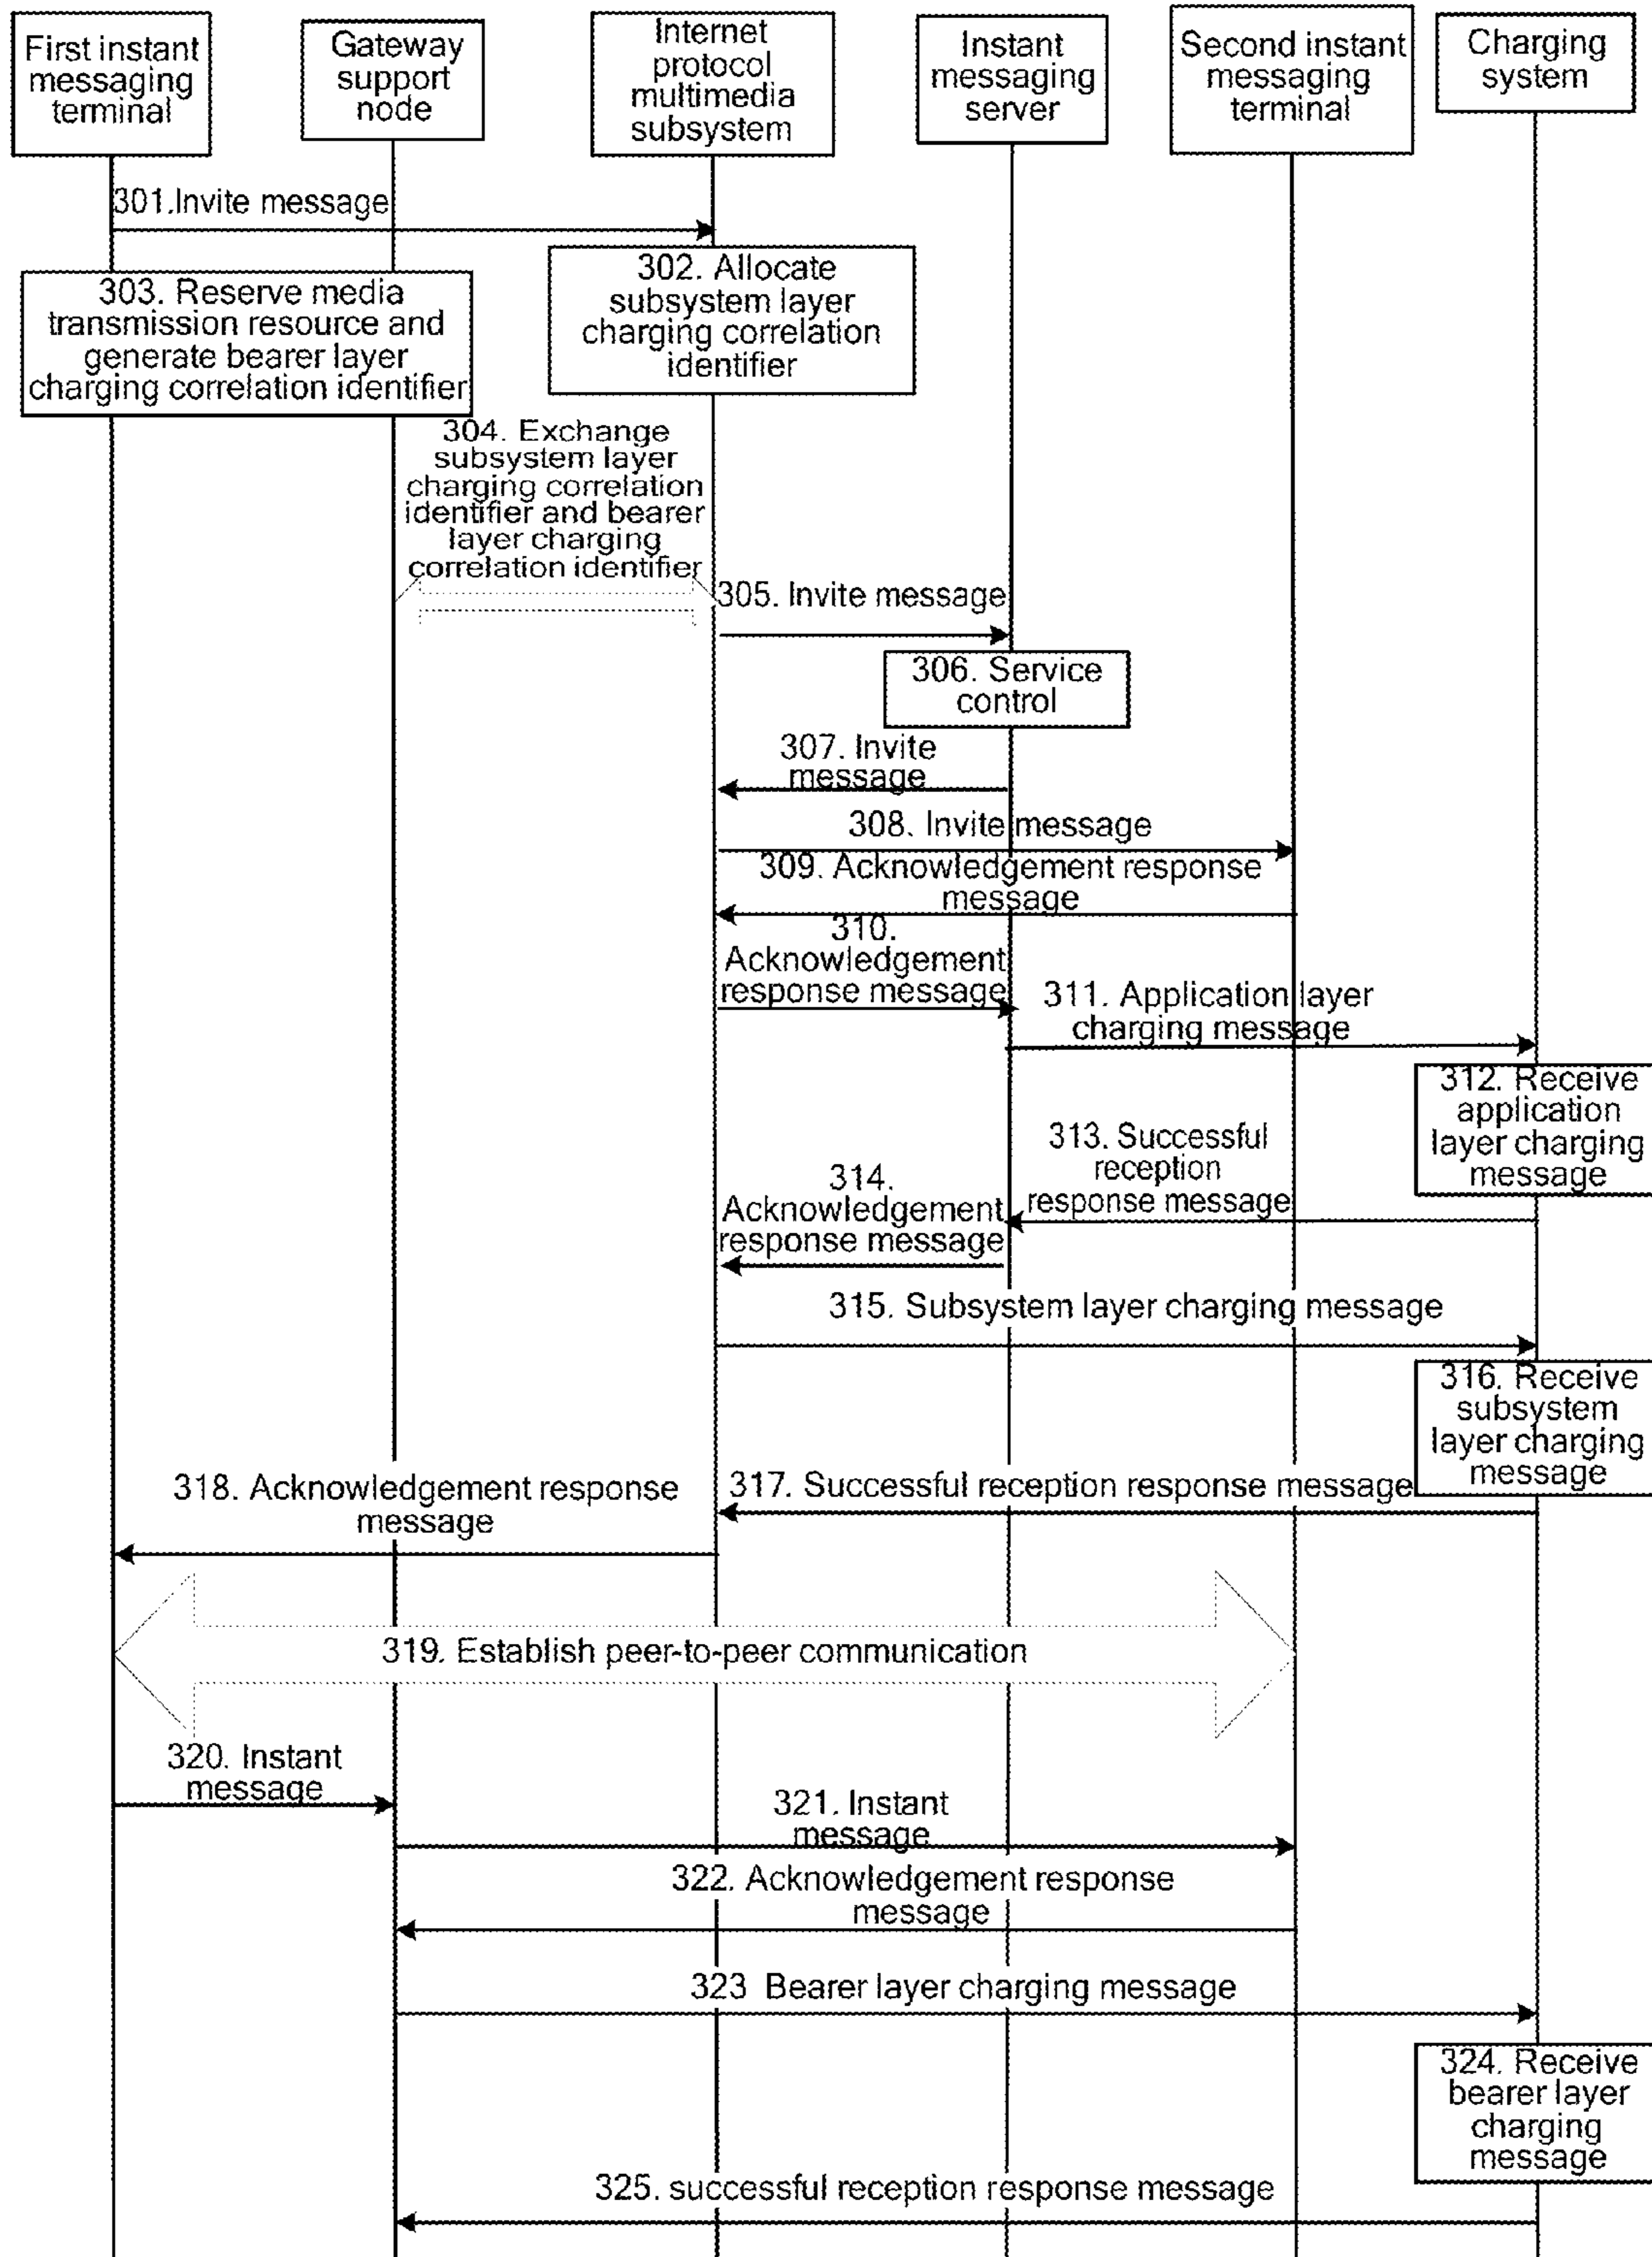 First instant
messaging
terminal
Gateway
support
node
Internet
protocol
multimedia
subsystem
Instant
messaging
server
Second instant
messaging
terminal
Charging
system
301.Invite message
302. Allocate
subsystem layer
charging correlation
identifier
303. Reserve media
transmission resource and
generate bearer layer
charging correlation identifier
304. Exchange
subsystem layer
charging correlation
identifier and bearer
layer charging
correlation identifier
305. Invite message
306. Service
control
307. Invite
message
308. Invite message
309. Acknowledgement response
message
310.
Acknowledgement
response message
311. Application layer
charging message
312. Receive
application
layer charging
message
313. Successful
reception
response message
314.
Acknowledgement
response message
315. Subsystem layer charging message
316. Receive
subsystem
layer charging
message
317. Successful reception response message
318. Acknowledgement response
message
319. Establish peer-to-peer communication
320. Instant
message
321. Instant
message
322. Acknowledgement response
message
323 Bearer layer charging message
324. Receive
bearer layer
charging
message
325. successful reception response message